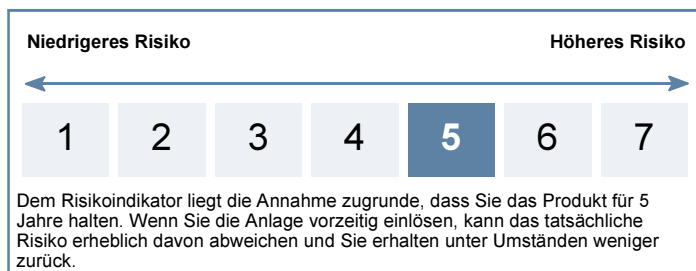 Niedrigeres Risiko Höheres Risiko
1 2 3 4 5 6 7
Dem Risikoindikator liegt die Annahme zugrunde, dass Sie das Produkt für 5
Jahre halten. Wenn Sie die Anlage vorzeitig einlösen, kann das tatsächliche
Risiko erheblich davon abweichen und Sie erhalten unter Umständen weniger
zurück.